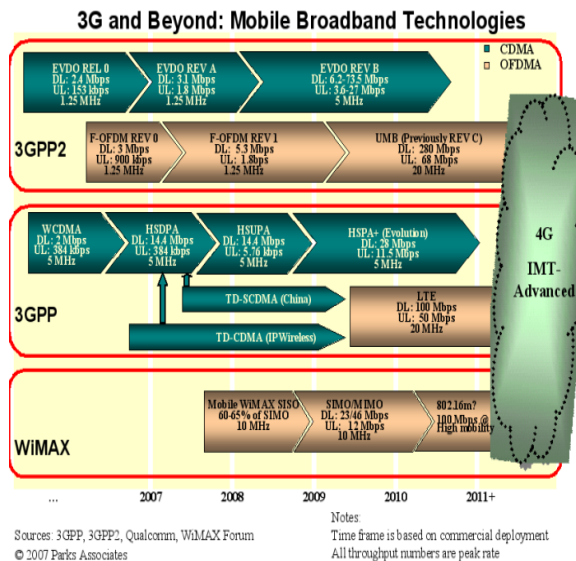 3G and Beyond: Mobile Broadband Technologies
CDMA
OFDMA
EVDO REL 0
DL: 2.4 Mbps
UL: 153 kbps
1.25 MHz
EVDO REV A
DL: 3.1 Mbps
UL: 1.8 Mbps
1.25 MHz
EVDO REV B
DL: 6.2-73.5 Mbps
UL: 3.6-27 Mbps
5 MHz
3GPP2
F-OFDM REV 0
DL: 3 Mbps
UL: 900 kbps
1.25 MHz
F-OFDM REV 1
DL: 5.3 Mbps
UL: 1.8bps
1.25 MHz
UMB (Previously REV C)
DL: 280 Mbps
UL: 68 Mbps
20 MHz
WCDMA
DL: 2 Mbps
UL: 384 kbps
5 MHz
HSDPA
DL: 14.4 Mbps
UL: 384 kbps
5 MHz
HSUPA
DL: 14.4 Mbps
UL: 5.76 kbps
5 MHz
HSPA+ (Evolution)
DL: 28 Mbps
UL: 11.5 Mbps
5 MHz
3GPP
TD-SCDMA (China)
TD-CDMA (IPWireless)
LTE
DL: 100 Mbps
UL: 50 Mbps
20 MHz
4G
IMT-
Advanced
WiMAX
Mobile WiMAX SISO
60-65% of SIMO
10 MHz
SIMO/MIMO
DL: 23/46 Mbps
UL: 12 Mbps
10 MHz
802.16m?
100 Mbps @
High mobility
...
2007
2008
2009
2010
2011+
Sources: 3GPP, 3GPP2, Qualcomm, WiMAX Forum
© 2007 Parks Associates
Notes:
Time frame is based on commercial deployment
All throughput numbers are peak rate